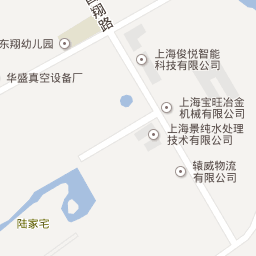 翔
路
东翔幼儿园
上海俊悦智能
科技有限公司
华盛真空设备厂
上海宝旺冶金
机械有限公司
上海景纯水处理
技术有限公司
辕威物流
有限公司
陆家宅